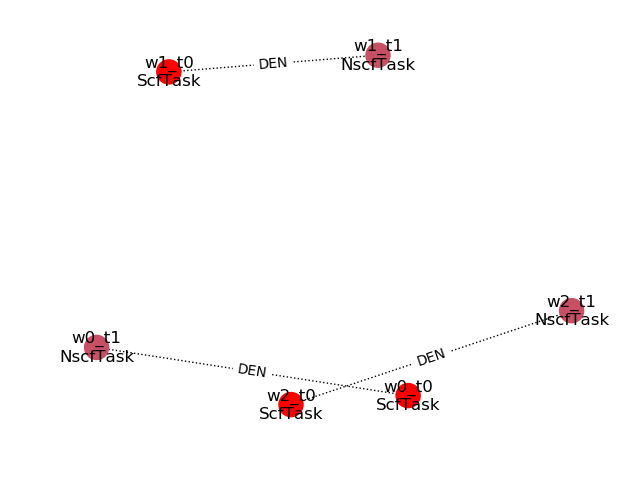 w1_t1
NscfTask
w1_t0
ScfTask
DEN
w2_t1
NscfTask
w0_t1
NscfTask
DEN
DEN
w0_t0
ScfTask
w2_t0
ScfTask